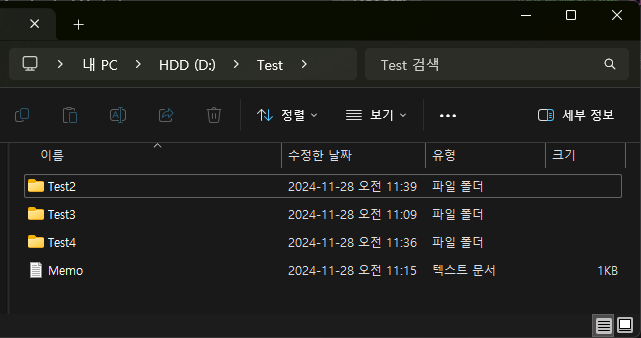 내 PC > HDD (D:) > Test >
Test 검색
정렬
보기
세부 정보
이름 수정한 날짜 유형 크기
Test2 2024-11-28 오전 11:39 파일 폴더
Test3 2024-11-28 오전 11:09 파일 폴더
Test4 2024-11-28 오전 11:36 파일 폴더
Memo 2024-11-28 오전 11:15 텍스트 문서 1KB